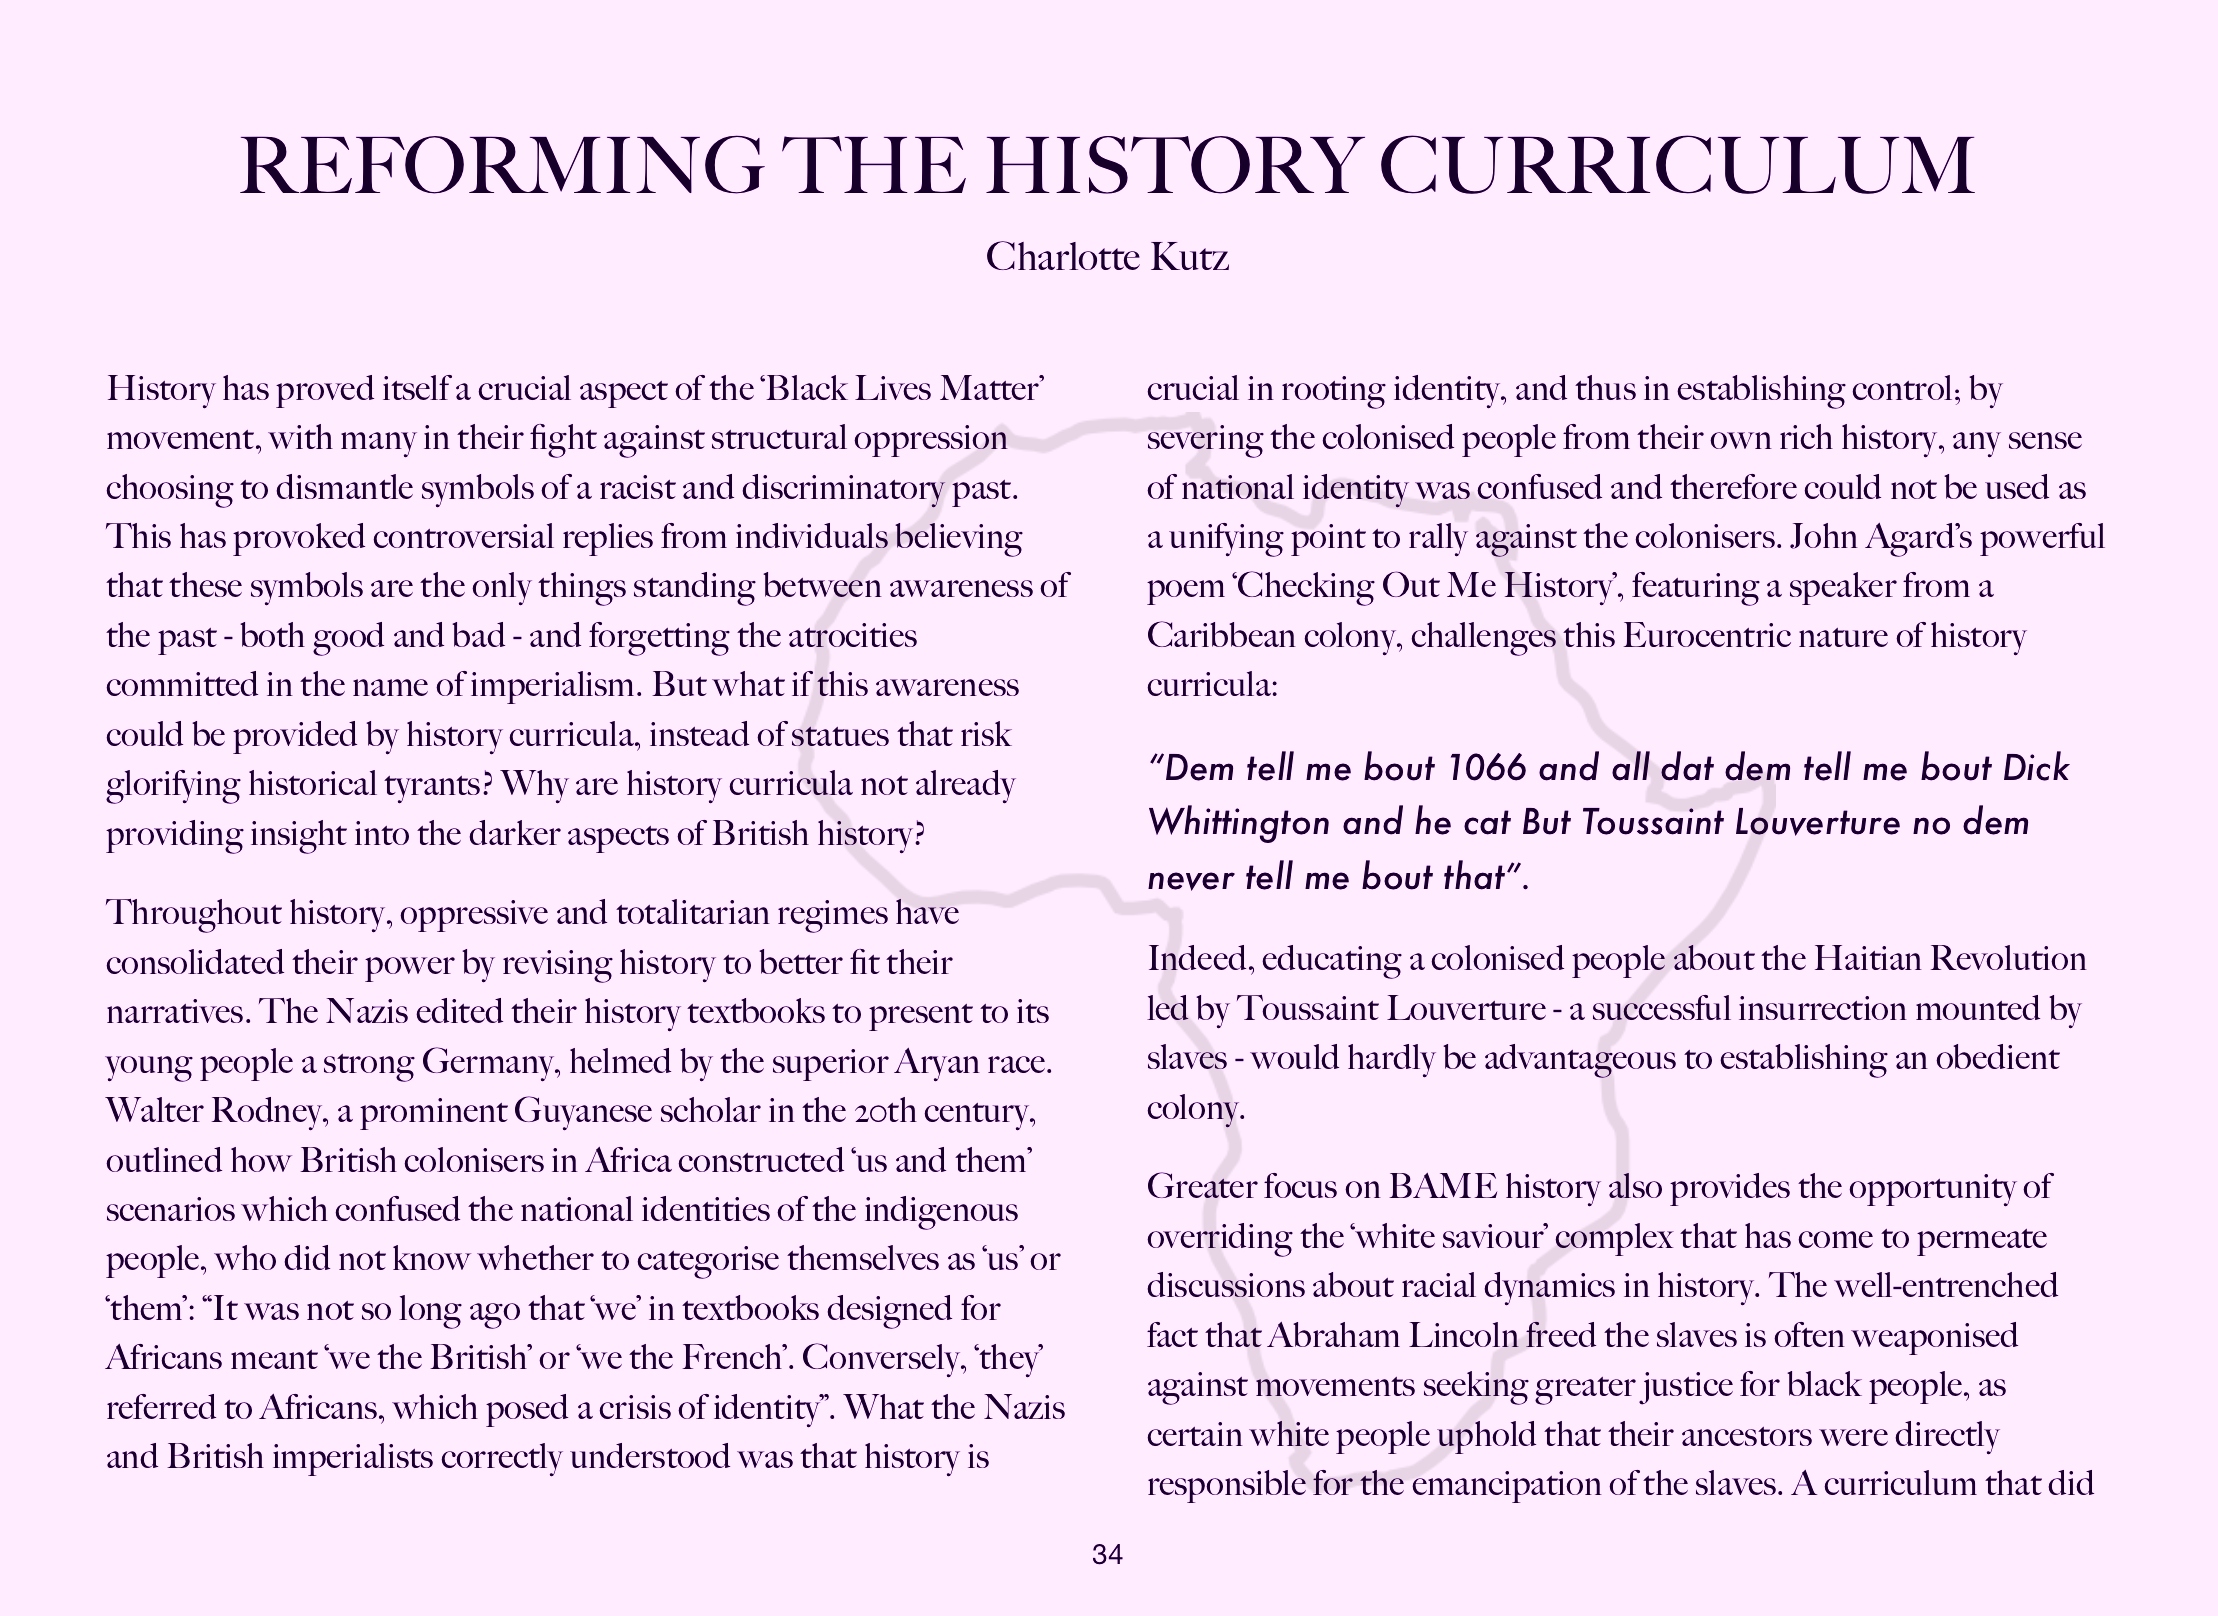 REFORMING THE HISTORY CURRICULUM
Charlotte Kutz
History has proved itself a crucial aspect of the ‘Black Lives Matter’
movement, with many in their fight against structural oppression
choosing to dismantle symbols of a racist and discriminatory past.
This has provoked controversial replies from individuals believing
that these symbols are the only things standing between awareness of
the past - both good and bad - and forgetting the atrocities
committed in the name of imperialism. But what if this awareness
could be provided by history curricula, instead of statues that risk
glorifying historical tyrants? Why are history curricula not already
providing insight into the darker aspects of British history?
Throughout history, oppressive and totalitarian regimes have
consolidated their power by revising history to better fit their
narratives. The Nazis edited their history textbooks to present to its
young people a strong Germany, helmed by the superior Aryan race.
Walter Rodney, a prominent Guyanese scholar in the 20th century,
outlined how British colonisers in Africa constructed ‘us and them’
scenarios which confused the national identities of the indigenous
people, who did not know whether to categorise themselves as ‘us’ or
‘them’: “It was not so long ago that ‘we’ in textbooks designed for
Africans meant ‘we the British’ or ‘we the French’. Conversely, ‘they’
referred to Africans, which posed a crisis of identity”. What the Nazis
and British imperialists correctly understood was that history is
crucial in rooting identity, and thus in establishing control; by
severing the colonised people from their own rich history, any sense
of national identity was confused and therefore could not be used as
a unifying point to rally against the colonisers. John Agard’s powerful
poem ‘Checking Out Me History’, featuring a speaker from a
Caribbean colony, challenges this Eurocentric nature of history
curricula:
“Dem tell me bout 1066 and all dat dem tell me bout Dick
Whittington and he cat But Toussaint Louverture no dem
never tell me bout that”.
Indeed, educating a colonised people about the Haitian Revolution
led by Toussaint Louverture - a successful insurrection mounted by
slaves - would hardly be advantageous to establishing an obedient
colony.
Greater focus on BAME history also provides the opportunity of
overriding the ‘white saviour’ complex that has come to permeate
discussions about racial dynamics in history. The well-entrenched
fact that Abraham Lincoln freed the slaves is often weaponised
against movements seeking greater justice for black people, as
certain white people uphold that their ancestors were directly
responsible for the emancipation of the slaves. A curriculum that did
34